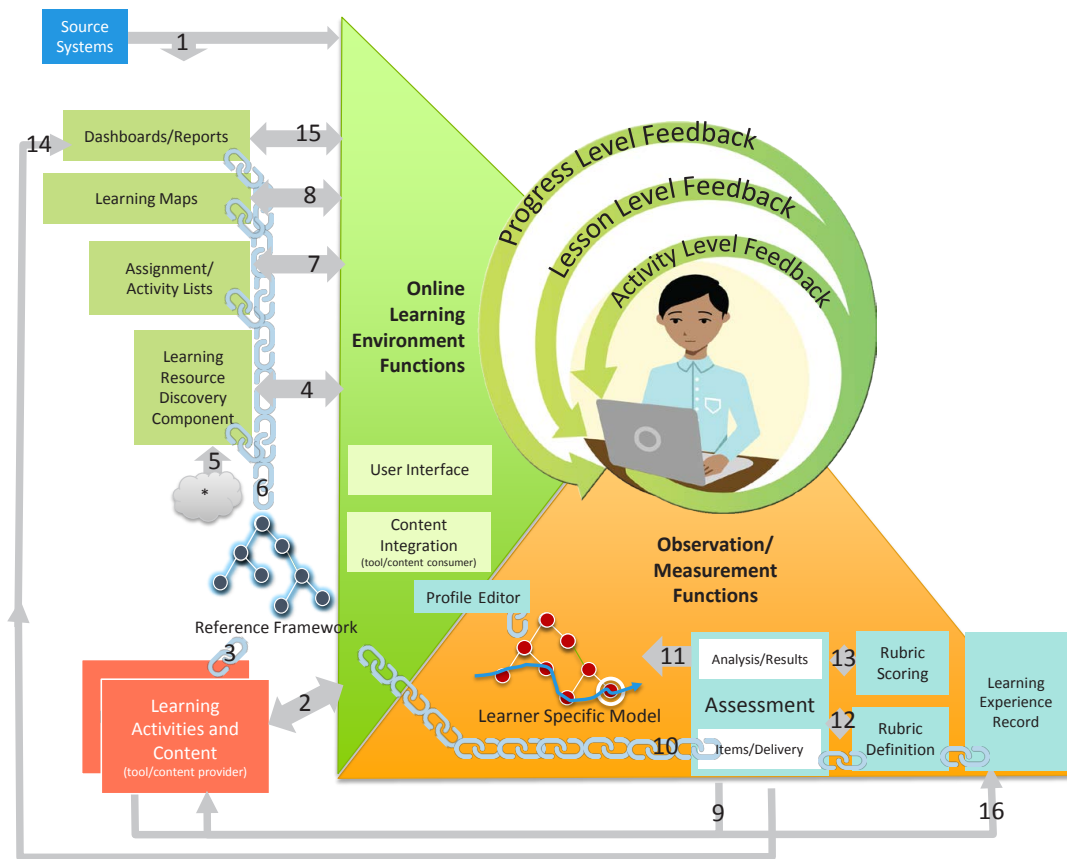 Source
Systems
1
14
Dashboards/Reports
15
Learning Maps
8
Assignment/
Activity Lists
7
Learning
Resource
Discovery
Component
4
5
*
6
Reference Framework
3
Learning
Activities and
Content
(tool/content provider)
2
Online
Learning
Environment
Functions
User Interface
Content
Integration
(tool/content consumer)
Progress Level Feedback
Lesson Level Feedback
Activity Level Feedback
Observation/
Measurement
Functions
Profile Editor
Learner Specific Model
11
Analysis/Results
Assessment
Items/Delivery
10
13
Rubric
Scoring
12
Rubric
Definition
Learning
Experience
Record
9
16